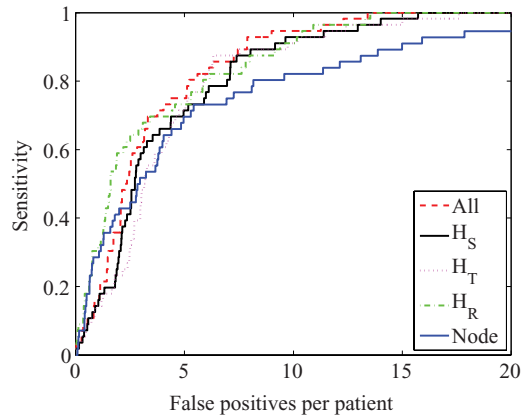 1
0.8
0.6
0.4
0.2
0
Sensitivity
All
H_S
H_T
H_R
Node
0 5 10 15 20
False positives per patient